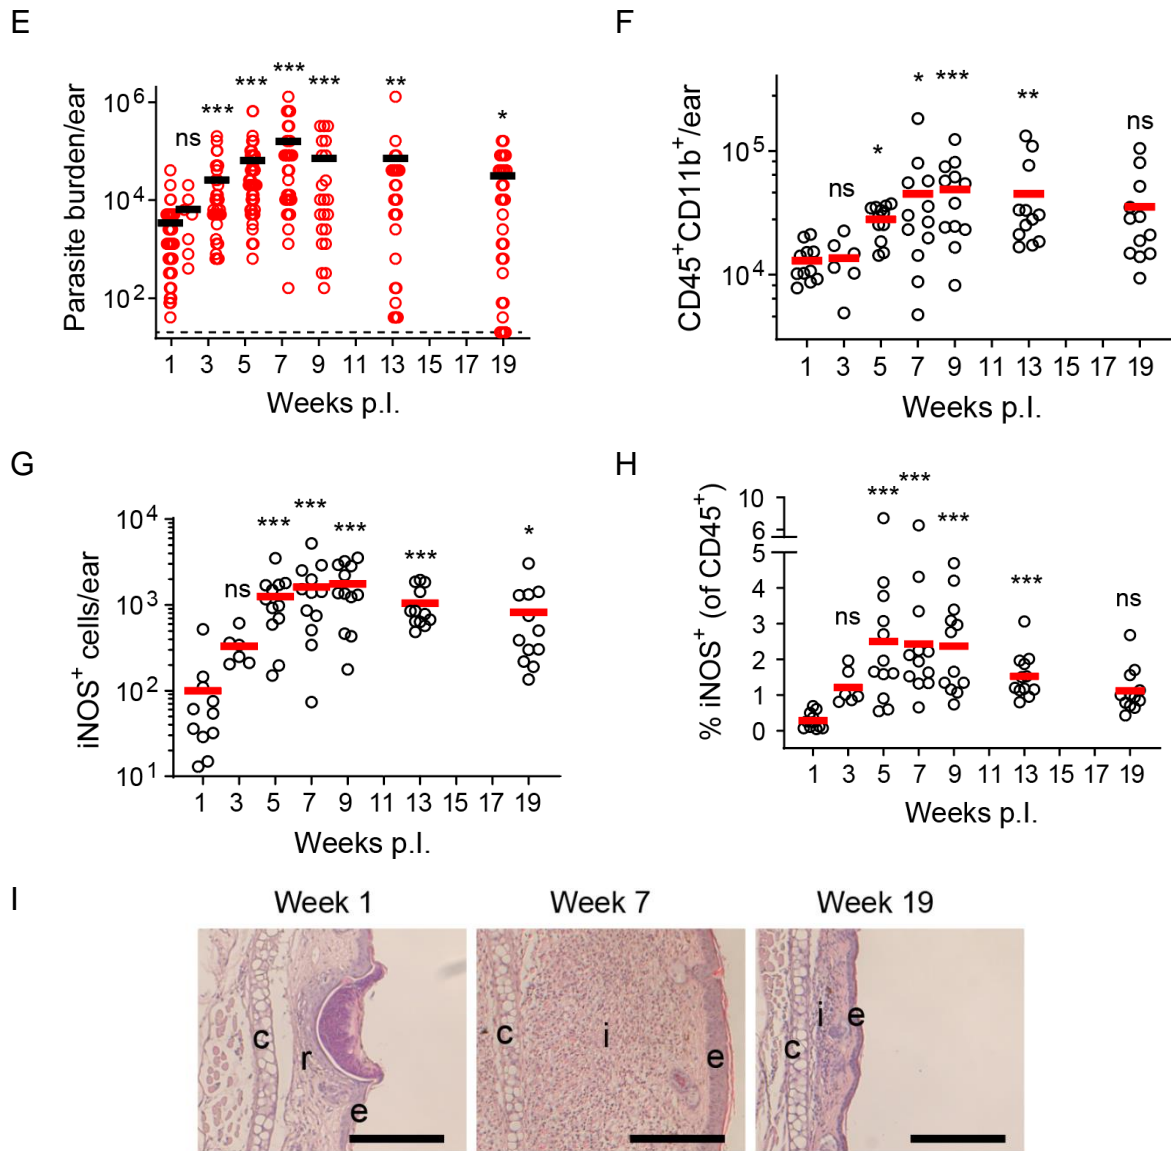 E
Parasite burden/ear
10^6
10^4
10^2
ns
***
***
***
***
**
*
1 3 5 7 9 11 13 15 17 19
Weeks p.I.
F
CD45+CD11b+/ear
10^5
10^4
ns
*
*
***
**
ns
1 3 5 7 9 11 13 15 17 19
Weeks p.I.
G
iNOS+ cells/ear
10^4
10^3
10^2
10^1
ns
***
***
***
***
*
1 3 5 7 9 11 13 15 17 19
Weeks p.I.
H
% iNOS+ (of CD45+)
10
6
5
4
3
2
1
0
ns
***
***
***
***
ns
1 3 5 7 9 11 13 15 17 19
Weeks p.I.
I
Week 1
Week 7
Week 19
c
r
e
c
i
e
c
i
e